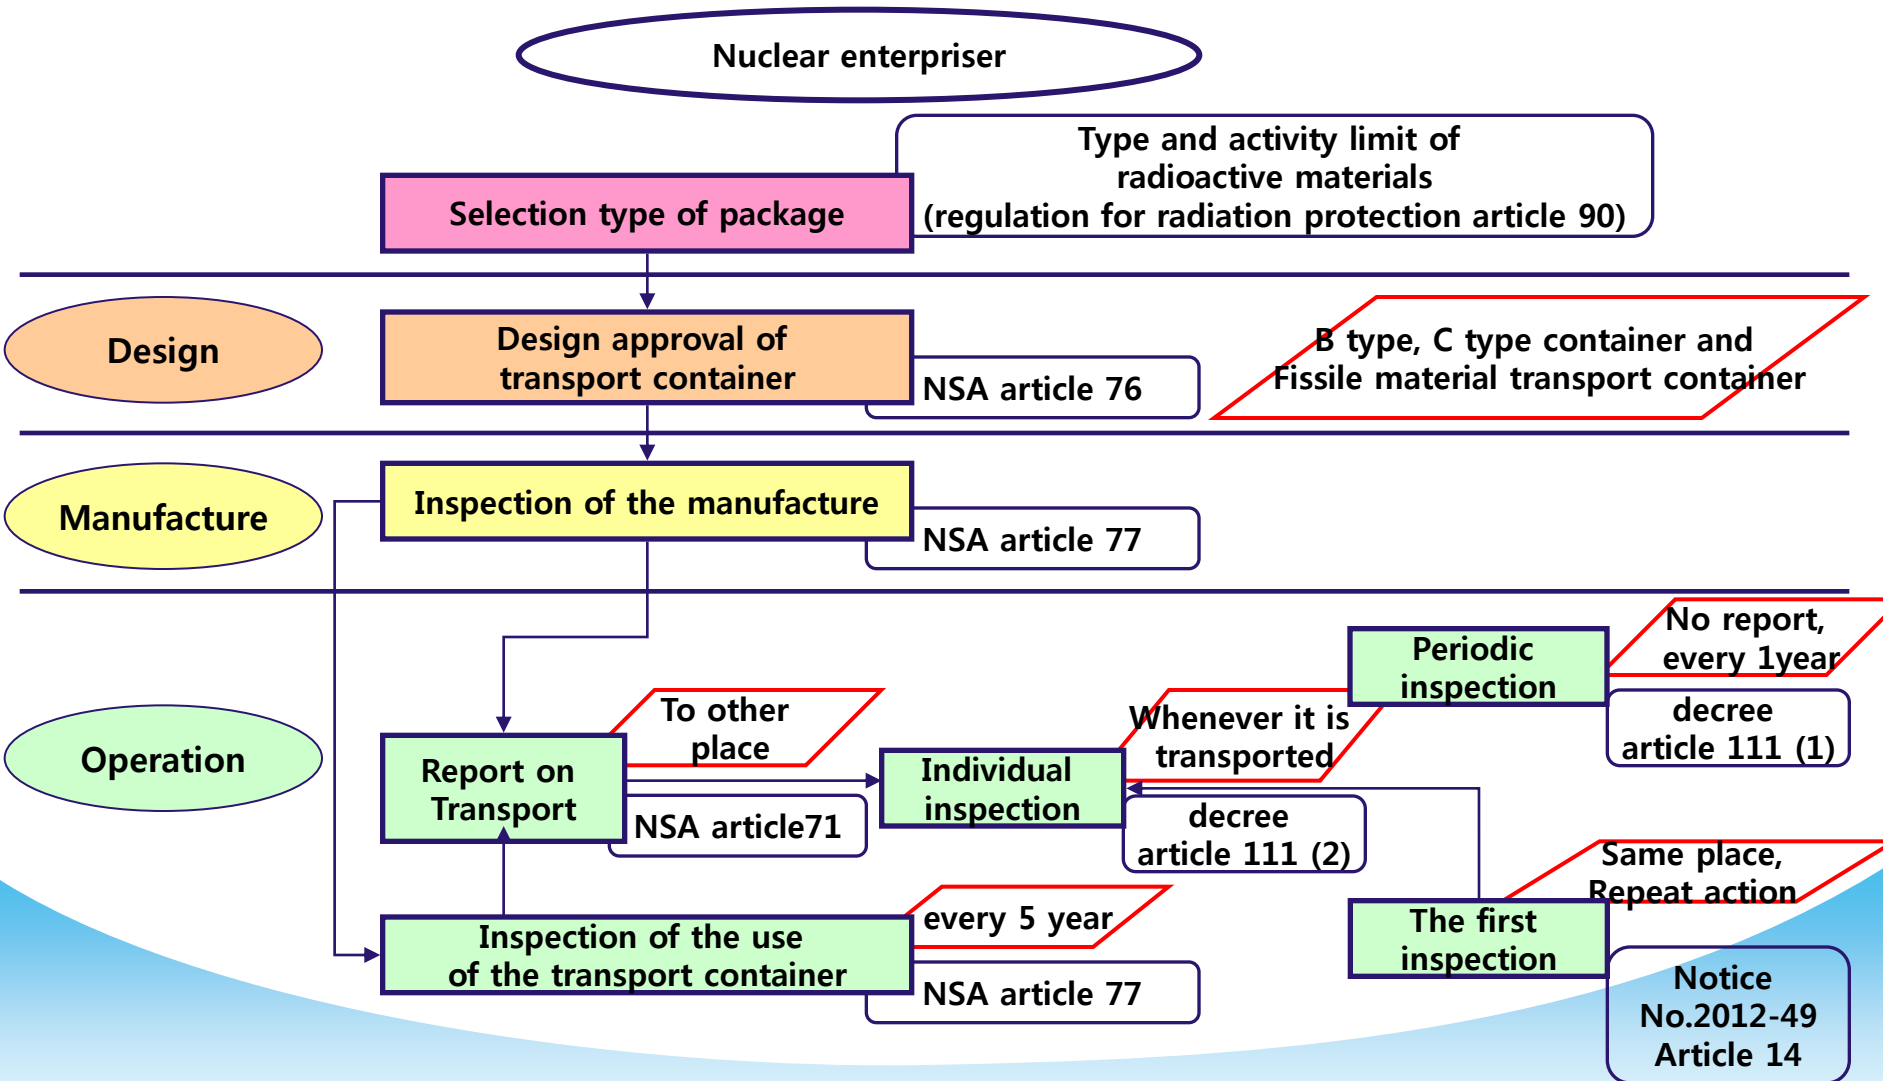 Nuclear enterpriser
Type and activity limit of
radioactive materials
(regulation for radiation protection article 90)
Selection type of package
Design
Design approval of
transport container
NSA article 76
B type, C type container and
Fissile material transport container
Manufacture
Inspection of the manufacture
NSA article 77
Operation
Report on
Transport
To other
place
NSA article71
Individual
inspection
Whenever it is
transported
decree
article 111 (2)
Periodic
inspection
No report,
every 1year
decree
article 111 (1)
Inspection of the use
of the transport container
every 5 year
NSA article 77
The first
inspection
Same place,
Repeat action
Notice
No.2012-49
Article 14